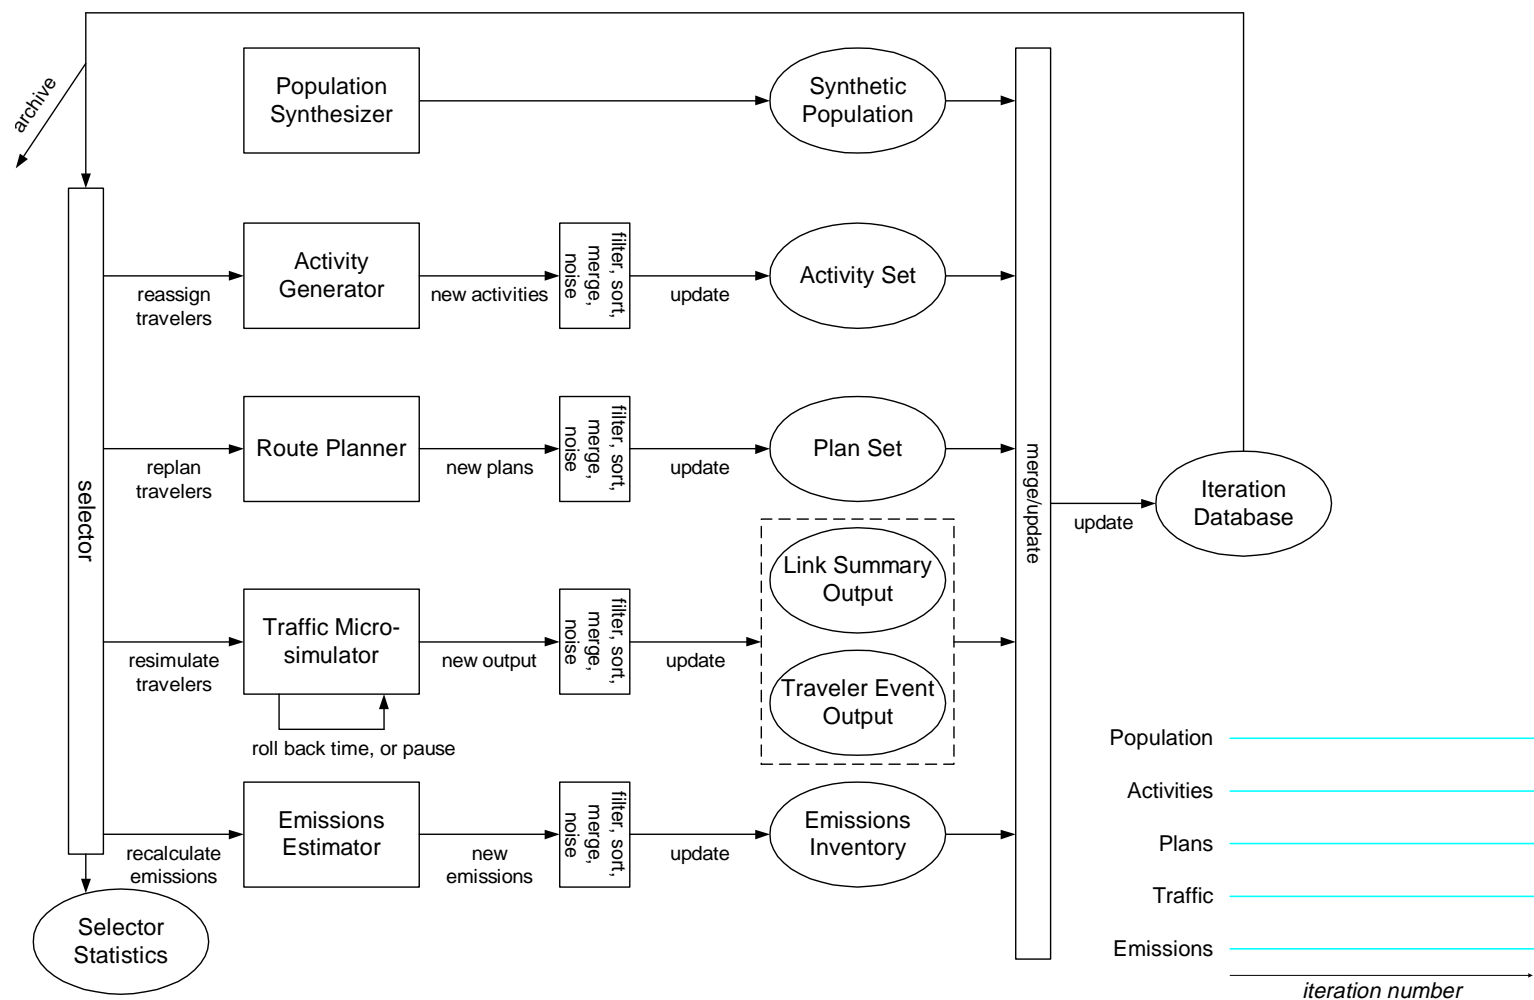 archive
Population
Synthesizer
Synthetic
Population
selector
reassign
travelers
Activity
Generator
new activities
filter, sort,
merge,
noise
update
Activity Set
replan
travelers
Route Planner
new plans
filter, sort,
merge,
noise
update
Plan Set
merge/update
update
Iteration
Database
resimulate
travelers
Traffic Micro-
simulator
roll back time, or pause
new output
filter, sort,
merge,
noise
update
Link Summary
Output
Traveler Event
Output
recalculate
emissions
Emissions
Estimator
new
emissions
filter, sort,
merge,
noise
update
Emissions
Inventory
Selector
Statistics
Population
Activities
Plans
Traffic
Emissions
iteration number